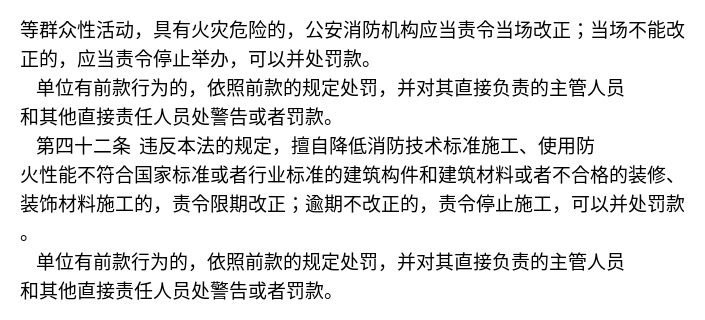 等群众性活动，具有火灾危险的，公安消防机构应当责令当场改正；当场不能改
正的，应当责令停止举办，可以并处罚款。
单位有前款行为的，依照前款的规定处罚，并对其直接负责的主管人员
和其他直接责任人员处警告或者罚款。
第四十二条 违反本法的规定，擅自降低消防技术标准施工、使用防
火性能不符合国家标准或者行业标准的建筑构件和建筑材料或者不合格的装修、
装饰材料施工的，责令限期改正；逾期不改正的，责令停止施工，可以并处罚款
。
单位有前款行为的，依照前款的规定处罚，并对其直接负责的主管人员
和其他直接责任人员处警告或者罚款。